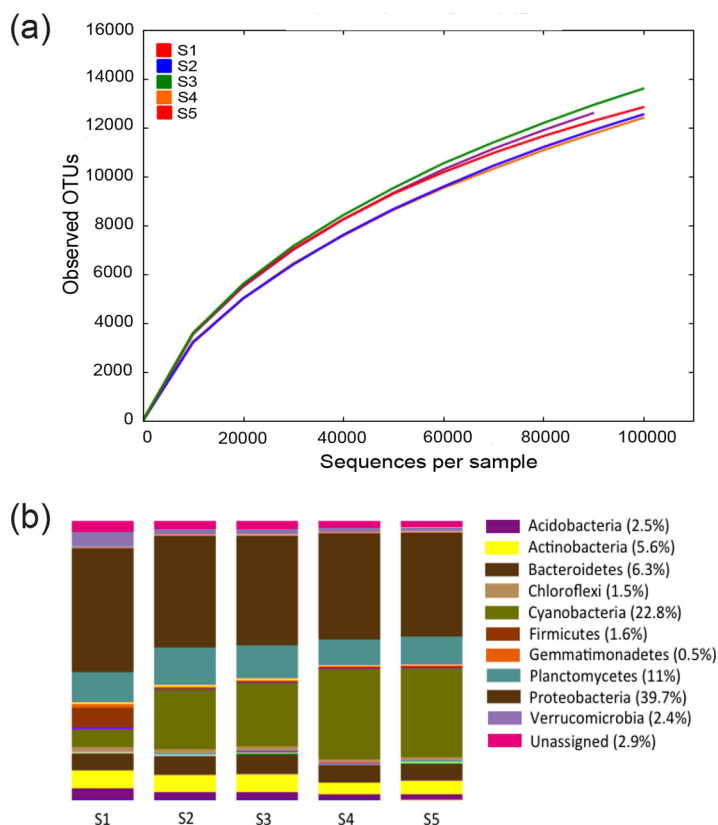 (a)
16000
14000
12000
10000
8000
6000
4000
2000
0
Observed OTUs
S1
S2
S3
S4
S5
0 20000 40000 60000 80000 100000
Sequences per sample
(b)
Acidobacteria (2.5%)
Actinobacteria (5.6%)
Bacteroidetes (6.3%)
Chloroflexi (1.5%)
Cyanobacteria (22.8%)
Firmicutes (1.6%)
Gemmatimonadetes (0.5%)
Planctomycetes (11%)
Proteobacteria (39.7%)
Verrucomicrobia (2.4%)
Unassigned (2.9%)
S1 S2 S3 S4 S5